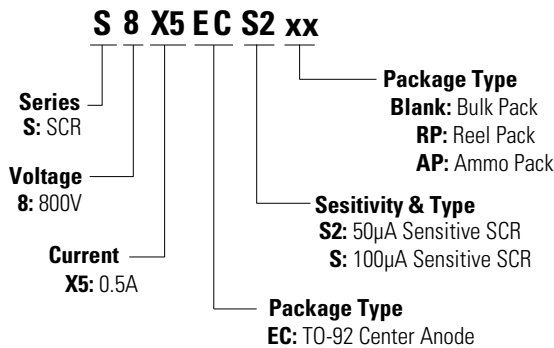 S 8 X5 EC S2 xx
Package Type
Blank: Bulk Pack
RP: Reel Pack
AP: Ammo Pack
Series
S: SCR
Voltage
8: 800V
Sesitivity & Type
S2: 50µA Sensitive SCR
S: 100µA Sensitive SCR
Current
X5: 0.5A
Package Type
EC: TO-92 Center Anode